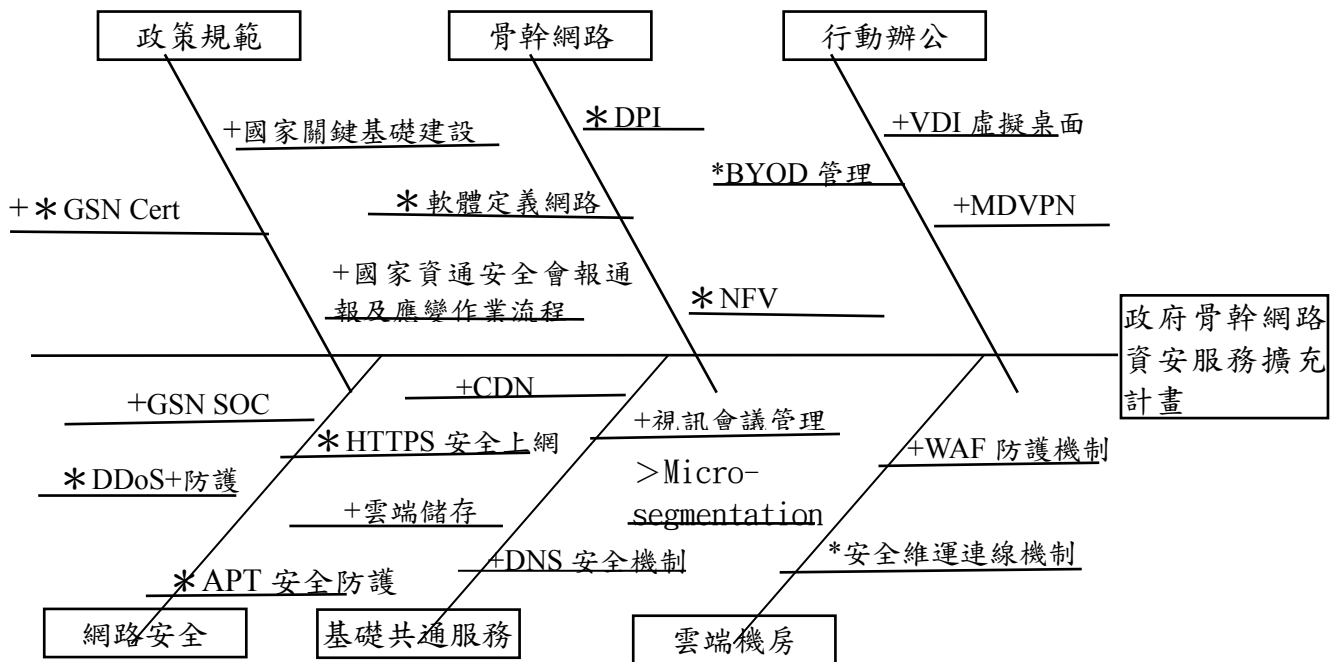 政策規範
骨幹網路
行動辦公
+國家關鍵基礎建設
＊DPI
+VDI 虛擬桌面
*BYOD 管理
+＊GSN Cert
＊軟體定義網路
+MDVPN
+國家資通安全會報通
報及應變作業流程
＊NFV
政府骨幹網路
資安服務擴充
計畫
+GSN SOC
+CDN
+視訊會議管理
＊HTTPS 安全上網
+WAF 防護機制
＊DDoS+防護
＞Micro-
segmentation
+雲端儲存
+DNS 安全機制
*安全維運連線機制
＊APT 安全防護
網路安全
基礎共通服務
雲端機房